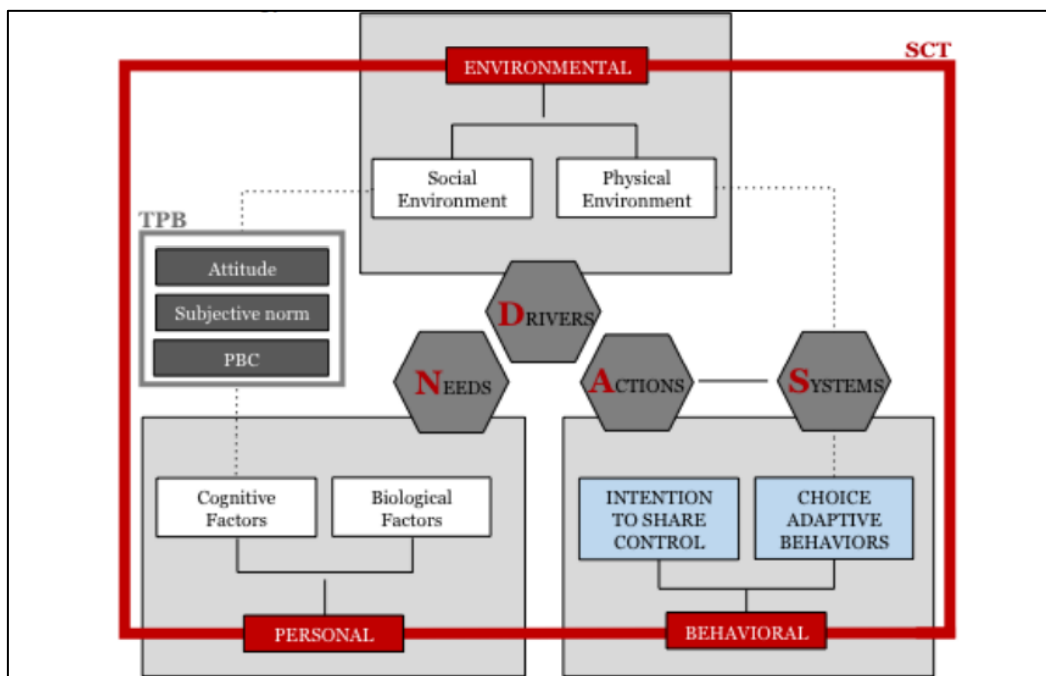 SCT
ENVIRONMENTAL
Social
Environment
Physical
Environment
TPB
Attitude
Subjective norm
PBC
DRIVERS
NEEDS
ACTIONS
SYSTEMS
Cognitive
Factors
Biological
Factors
INTENTION
TO SHARE
CONTROL
CHOICE
ADAPTIVE
BEHAVIORS
PERSONAL
BEHAVIORAL